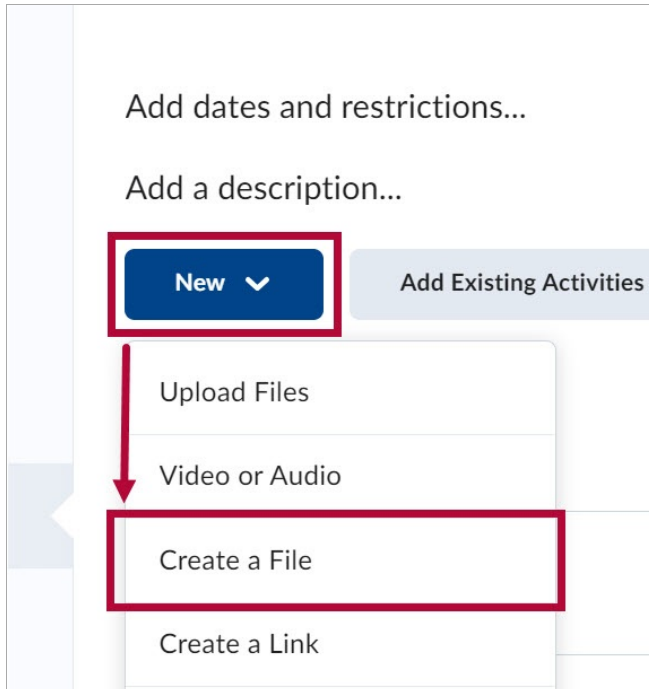 Add dates and restrictions...
Add a description...
New Add Existing Activities
Upload Files
Video or Audio
Create a File
Create a Link